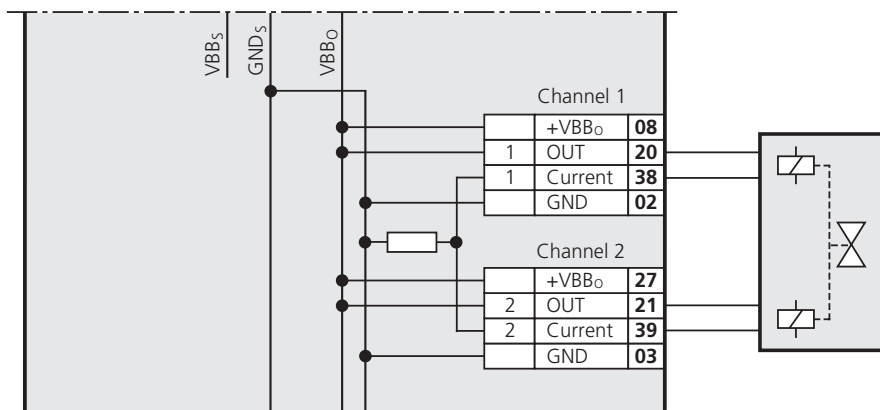 VBBS
GNDS
VBBO
Channel 1
+VBBO 08
1 OUT 20
1 Current 38
GND 02
Channel 2
+VBBO 27
2 OUT 21
2 Current 39
GND 03